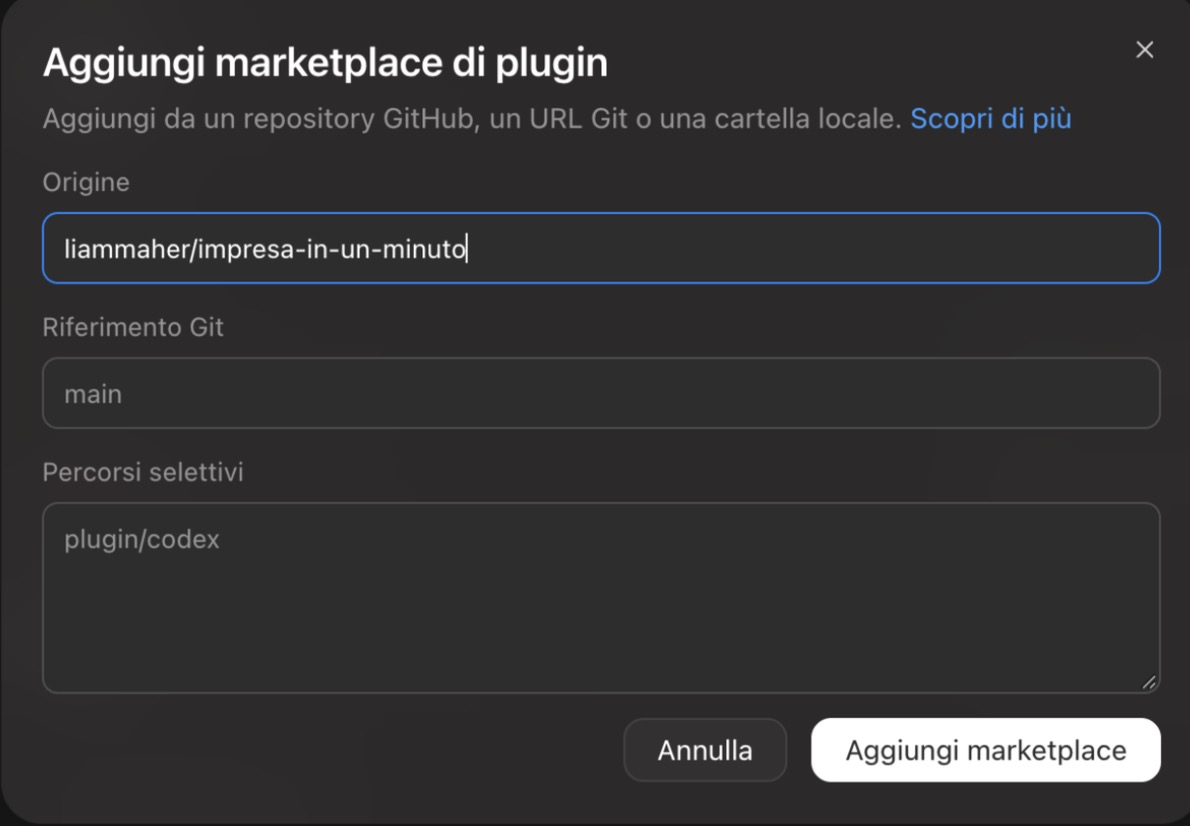 Aggiungi marketplace di plugin
Aggiungi da un repository GitHub, un URL Git o una cartella locale. Scopri di più
Origine
liammaher/impresa-in-un-minuto
Riferimento Git
main
Percorsi selettivi
plugin/codex
Annulla
Aggiungi marketplace